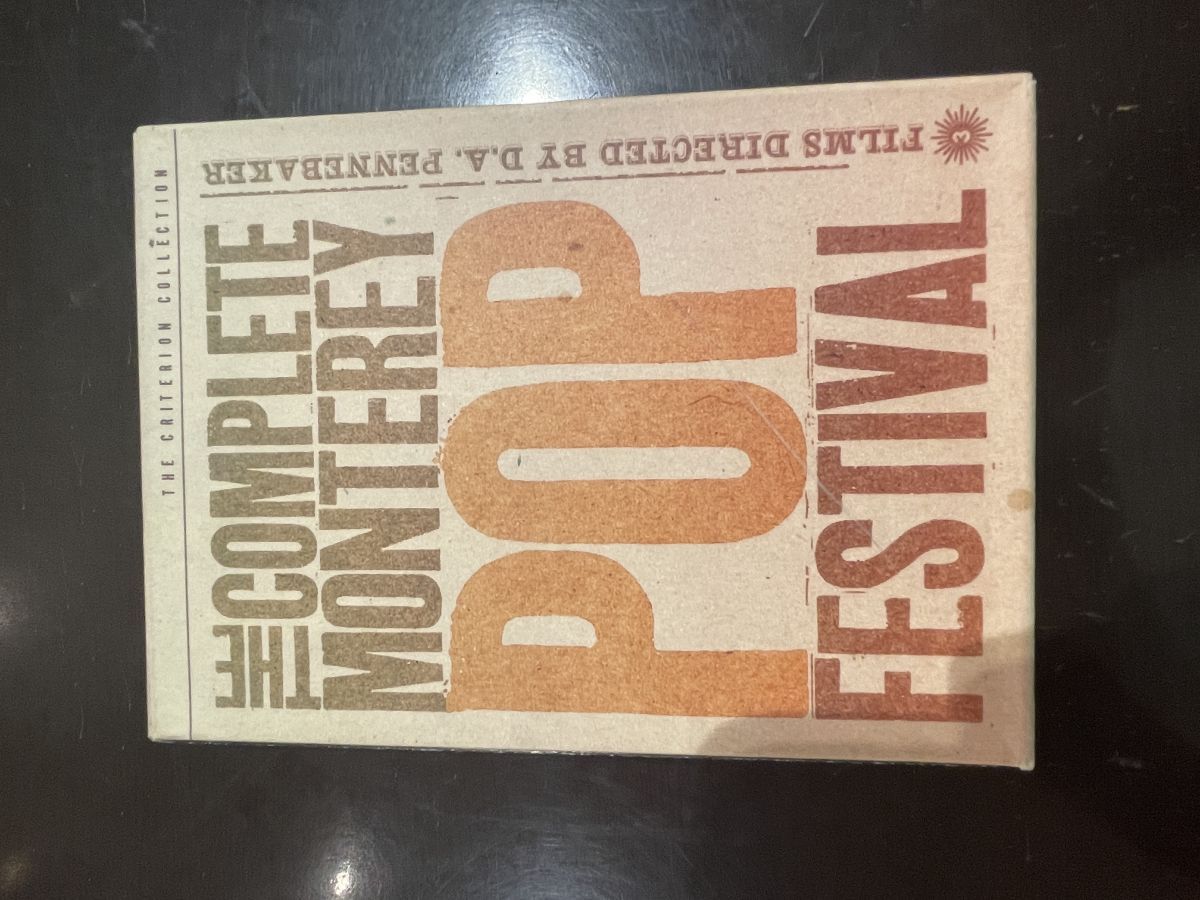 THE CRITERION COLLECTION
THE COMPLETE
MONTEREY
POP
FESTIVAL
FILMS DIRECTED BY D.A. PENNEBAKER